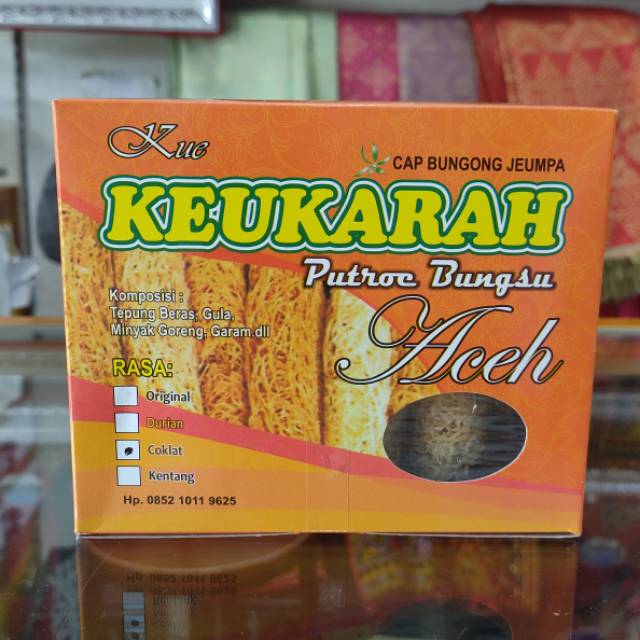 Kue
CAP BUNGONG JEUMPA
KEUKARAH
Putroe Bungsu
Aceh
Komposisi :
Tepung Beras, Gula,
Minyak Goreng, Garam.dll
RASA:
Original
Durian
Coklat
Kentang
Hp. 0852 1011 9625